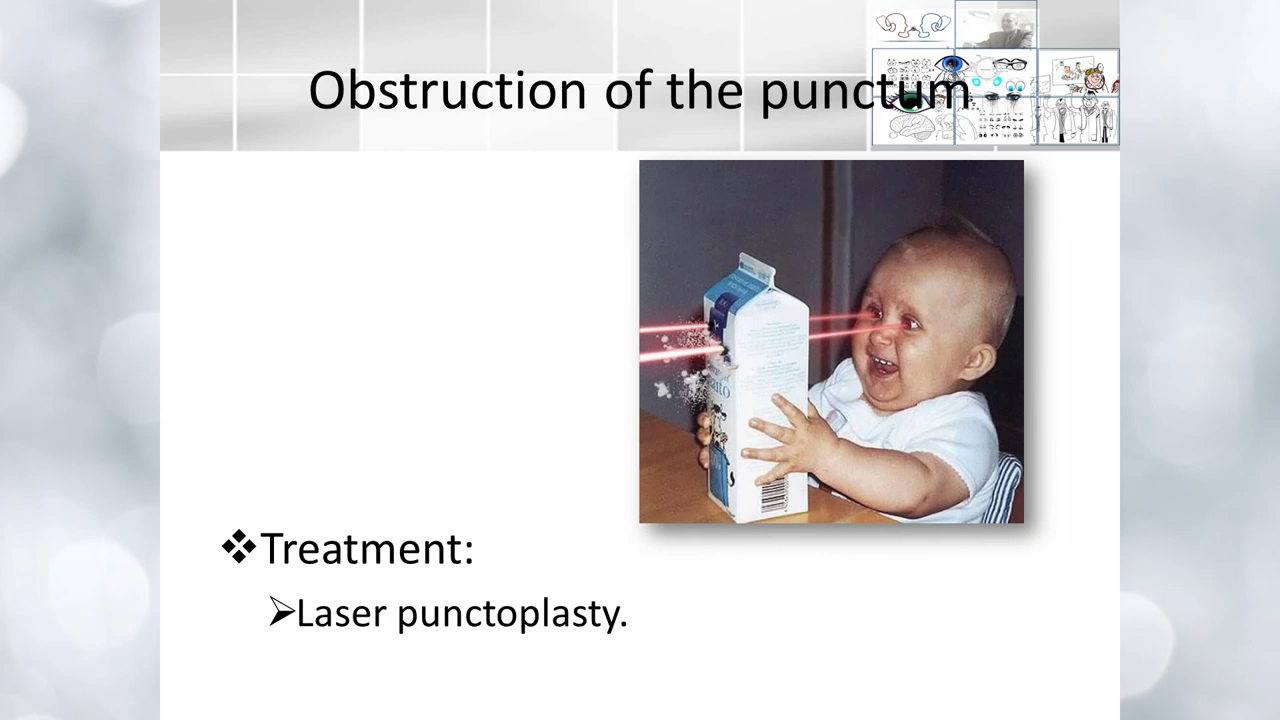 Obstruction of the punctum
❖Treatment:
➢Laser punctoplasty.